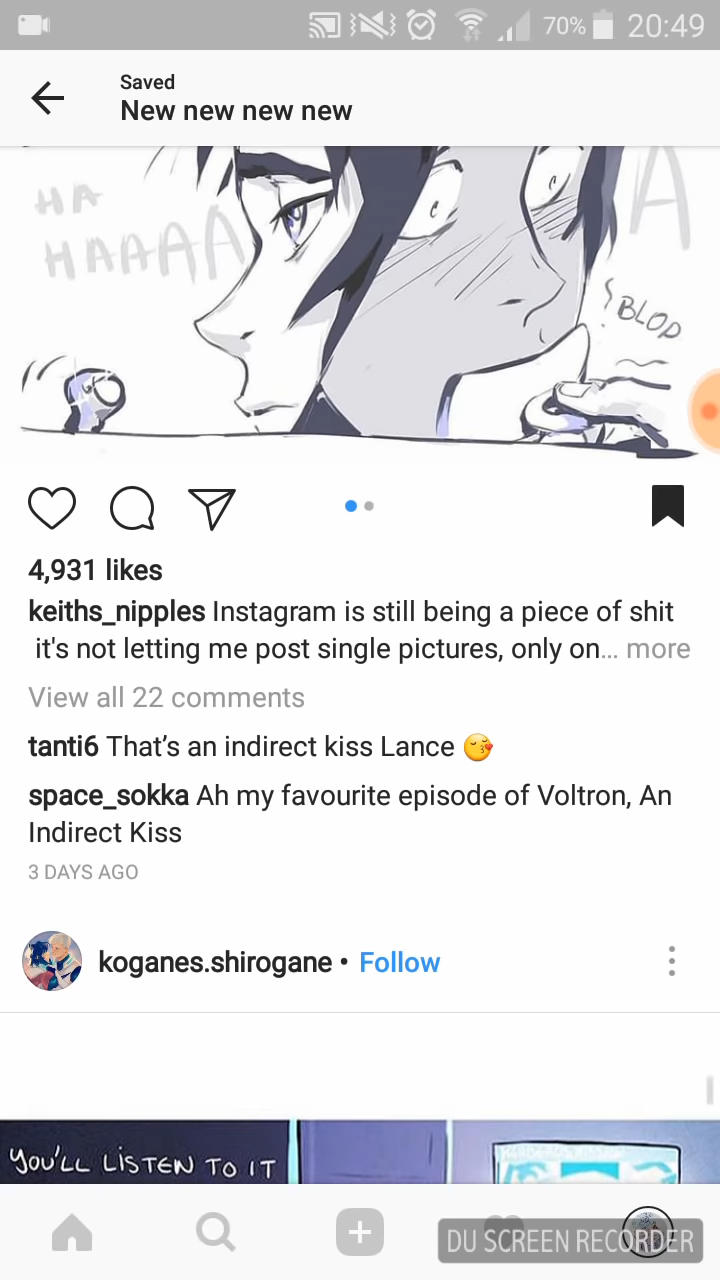 70% 20:49
Saved
New new new new
HA
HAAAA
A
BLOP
4,931 likes
keiths_nipples Instagram is still being a piece of shit
it's not letting me post single pictures, only on... more
View all 22 comments
tanti6 That’s an indirect kiss Lance 😘
space_sokka Ah my favourite episode of Voltron, An
Indirect Kiss
3 DAYS AGO
koganes.shirogane • Follow
YOU'LL LISTEN TO IT
DU SCREEN RECORDER